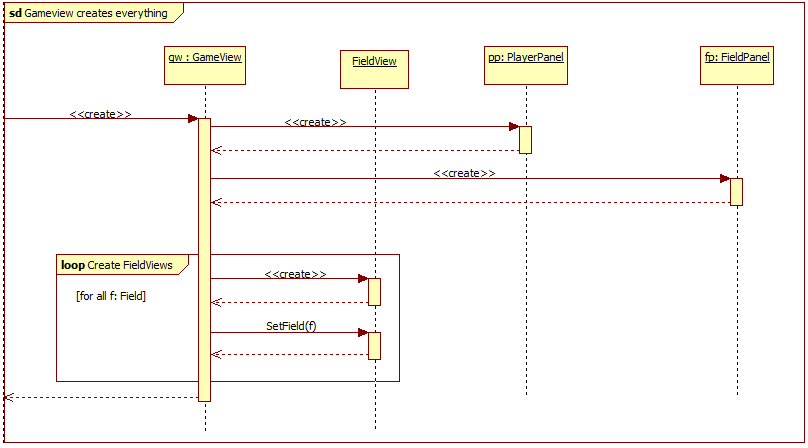 sd Gameview creates everything
gw : GameView
FieldView
pp: PlayerPanel
fp: FieldPanel
<<create>>
<<create>>
<<create>>
loop Create FieldViews
<<create>>
[for all f: Field]
SetField(f)